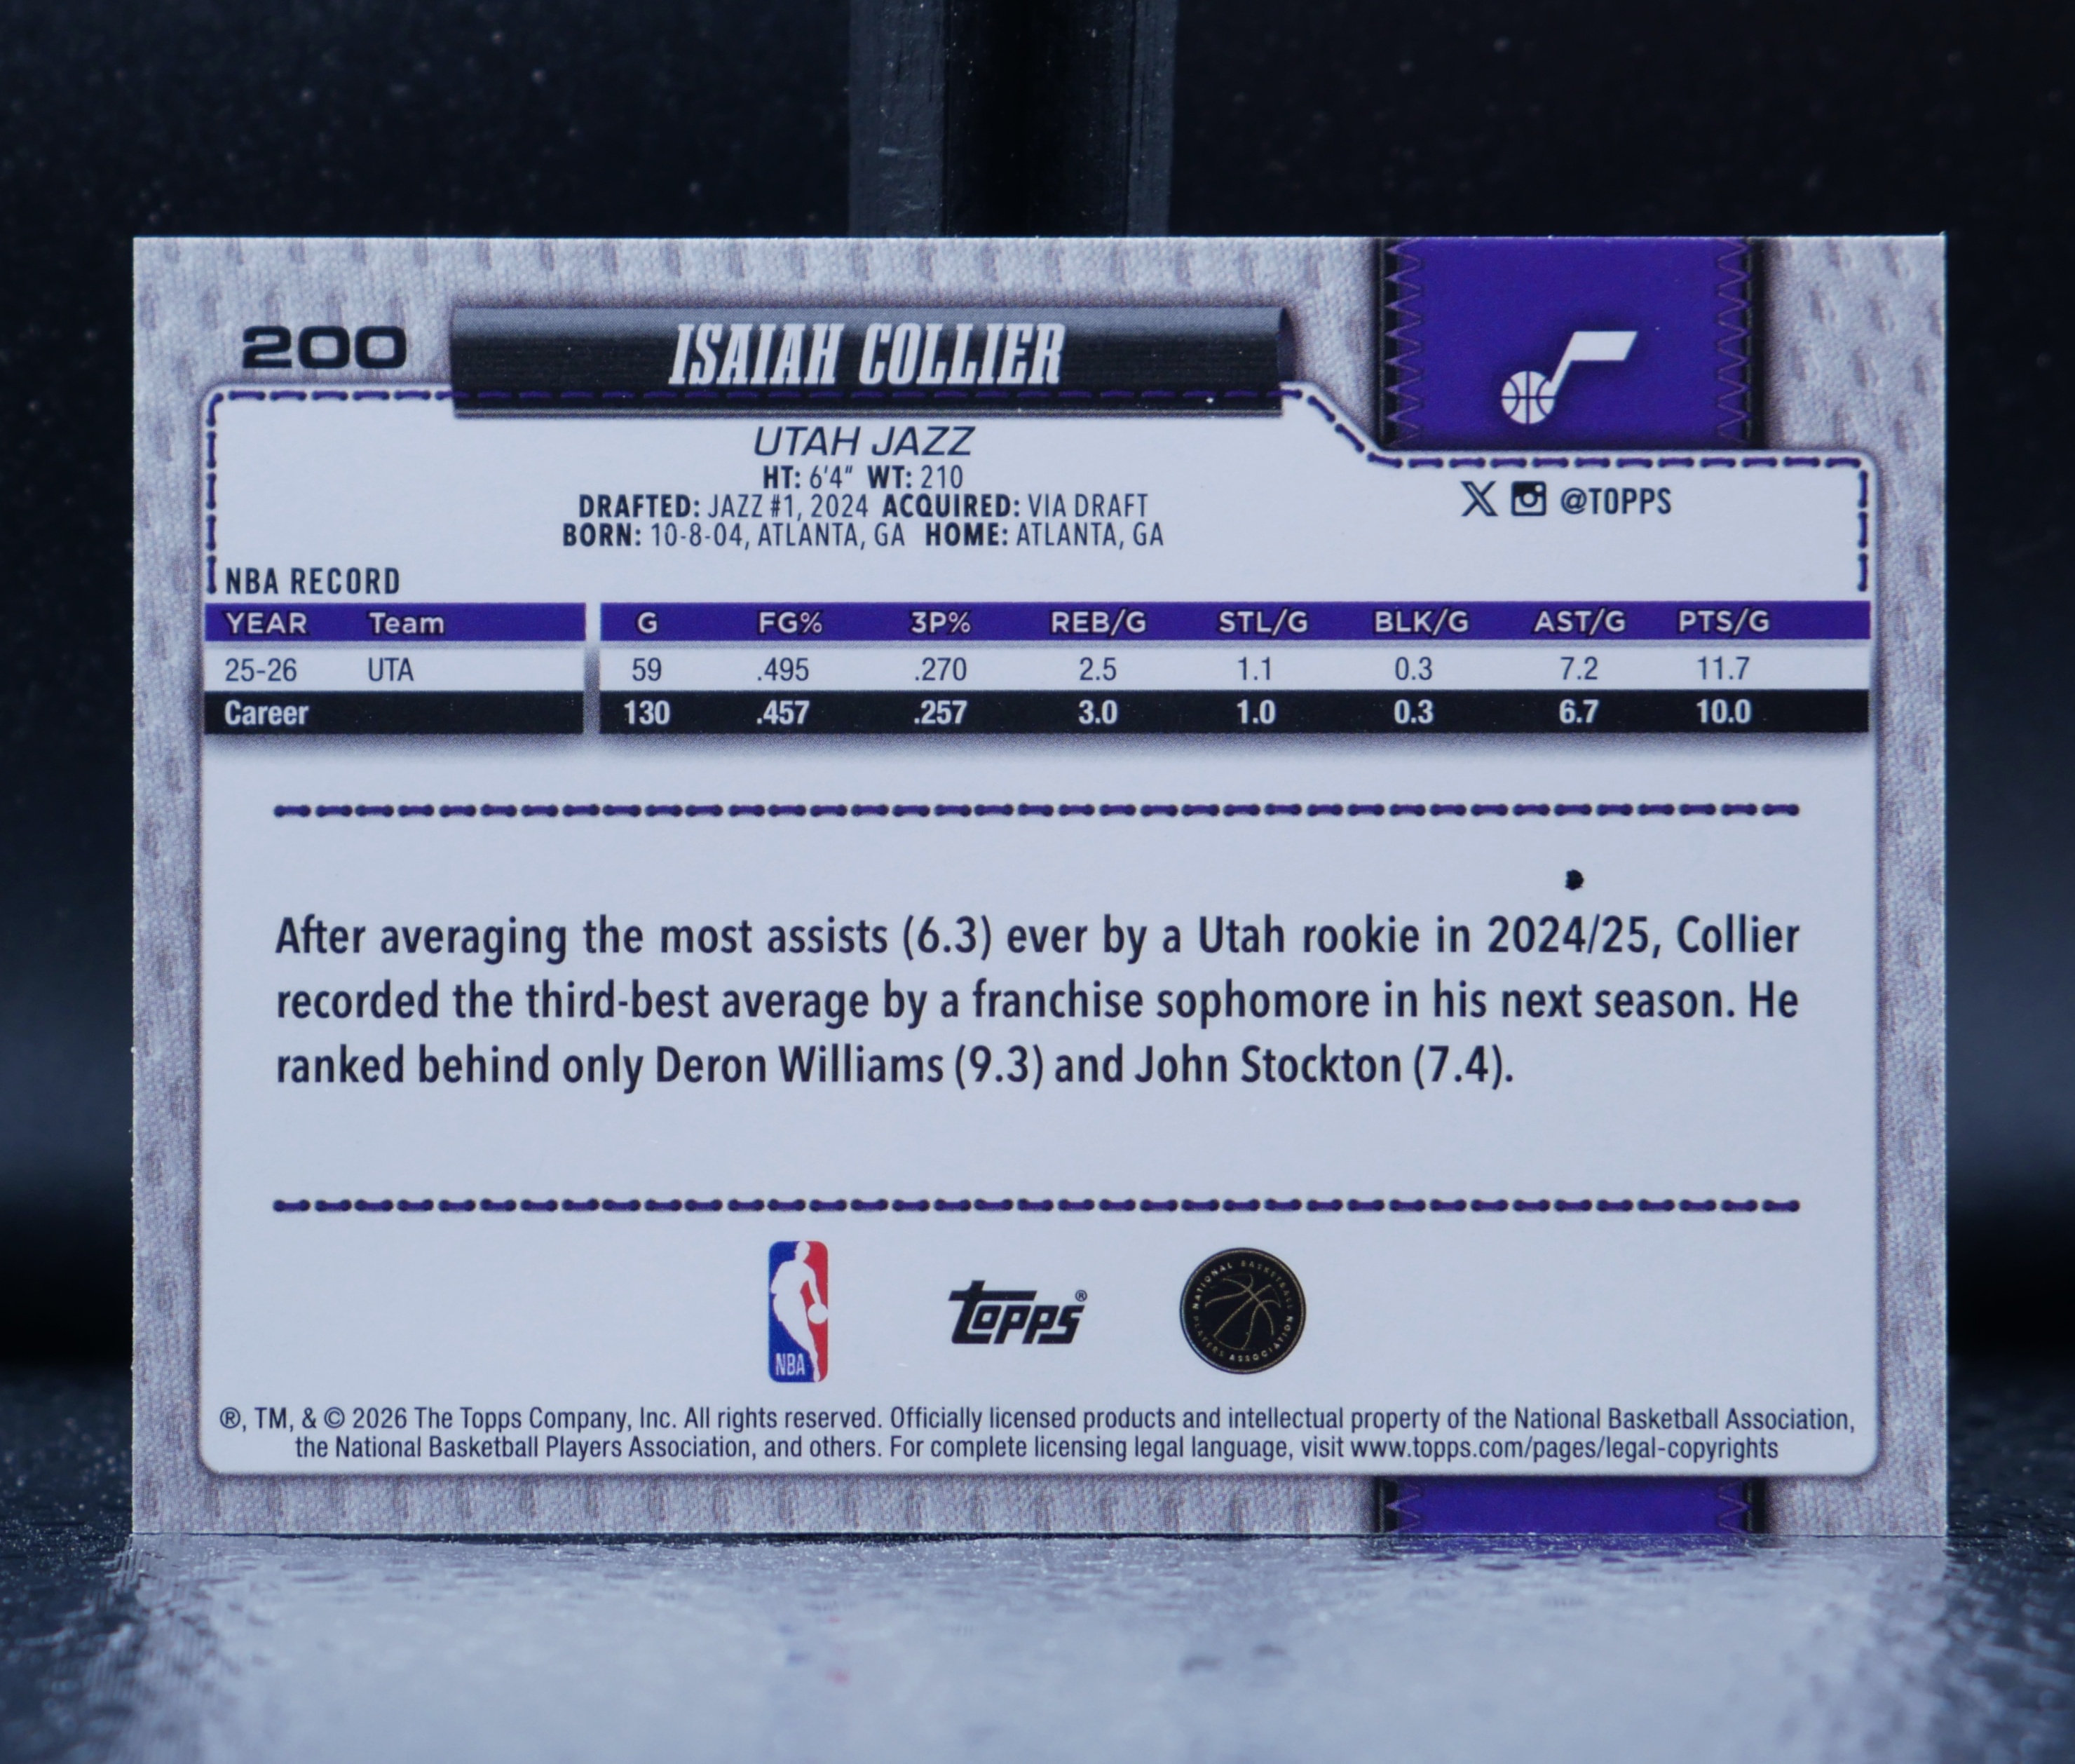 200
ISAIAH COLLIER
UTAH JAZZ
HT: 6'4" WT: 210
DRAFTED: JAZZ #1, 2024 ACQUIRED: VIA DRAFT
BORN: 10-8-04, ATLANTA, GA HOME: ATLANTA, GA
@TOPPS
NBA RECORD
YEAR Team G FG% 3P% REB/G STL/G BLK/G AST/G PTS/G
25-26 UTA 59 .495 .270 2.5 1.1 0.3 7.2 11.7
Career 130 .457 .257 3.0 1.0 0.3 6.7 10.0
After averaging the most assists (6.3) ever by a Utah rookie in 2024/25, Collier
recorded the third-best average by a franchise sophomore in his next season. He
ranked behind only Deron Williams (9.3) and John Stockton (7.4).
NBA
topps®
NATIONAL BASKETBALL PLAYERS ASSOCIATION
®, TM, & © 2026 The Topps Company, Inc. All rights reserved. Officially licensed products and intellectual property of the National Basketball Association,
the National Basketball Players Association, and others. For complete licensing legal language, visit www.topps.com/pages/legal-copyrights